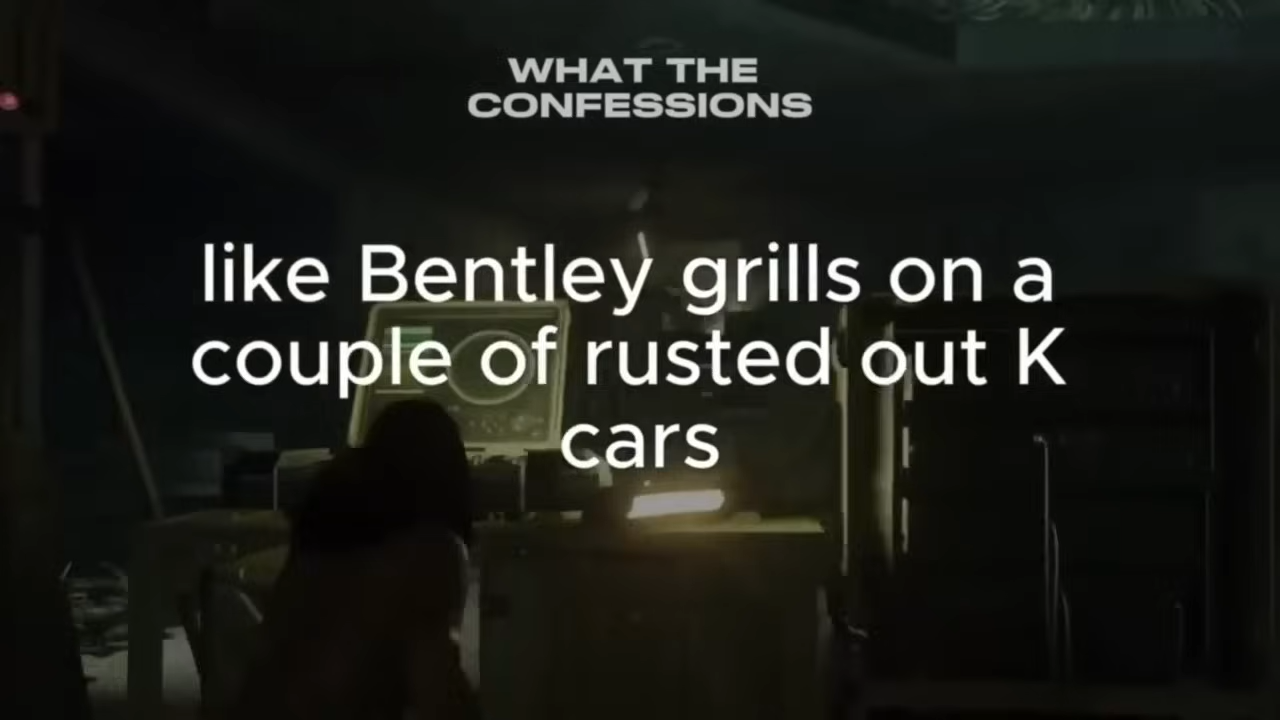 WHAT THE
CONFESSIONS
like Bentley grills on a
couple of rusted out K
cars